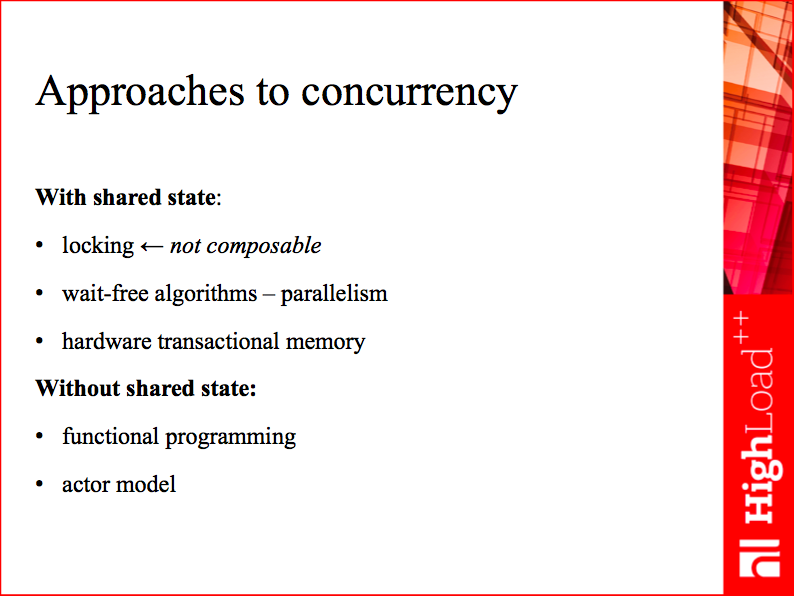 Approaches to concurrency
With shared state:
• locking ← not composable
• wait-free algorithms – parallelism
• hardware transactional memory
Without shared state:
• functional programming
• actor model
HighLoad++